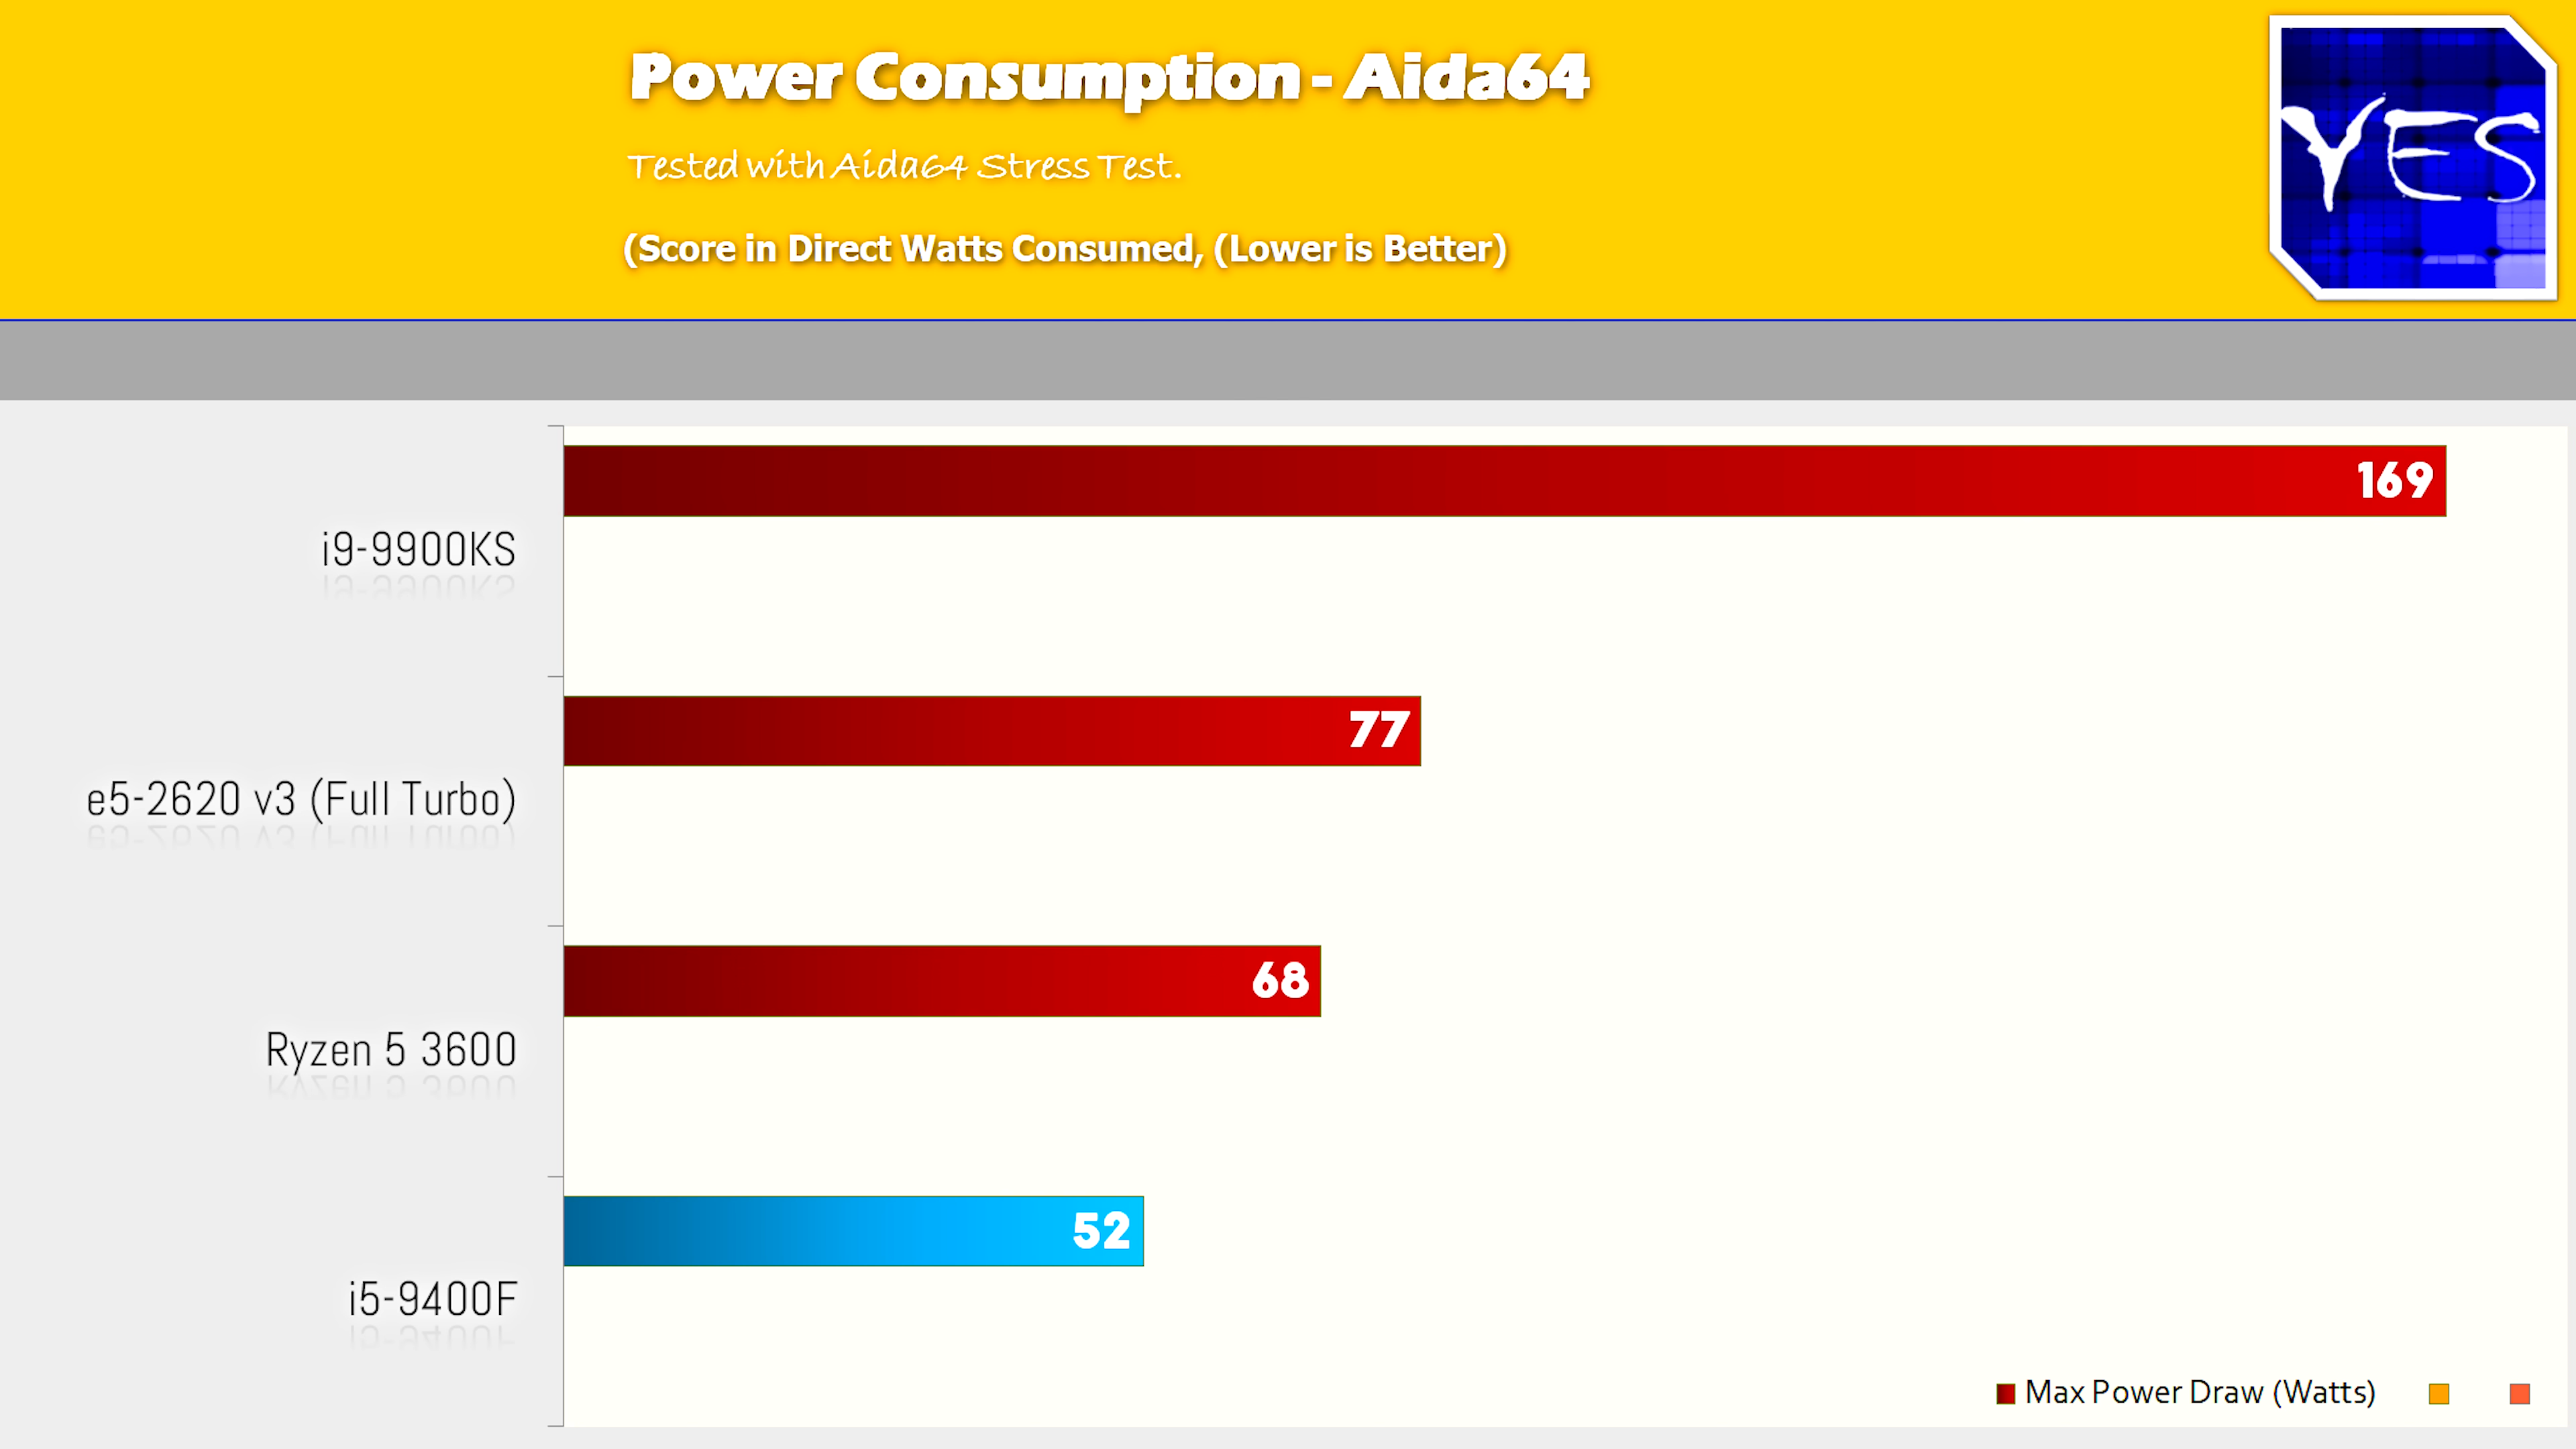 Power Consumption - Aida64
YES
Tested with Aida64 Stress Test.
(Score in Direct Watts Consumed, (Lower is Better)
169
i9-9900KS
77
e5-2620 v3 (Full Turbo)
68
Ryzen 5 3600
52
i5-9400F
Max Power Draw (Watts)